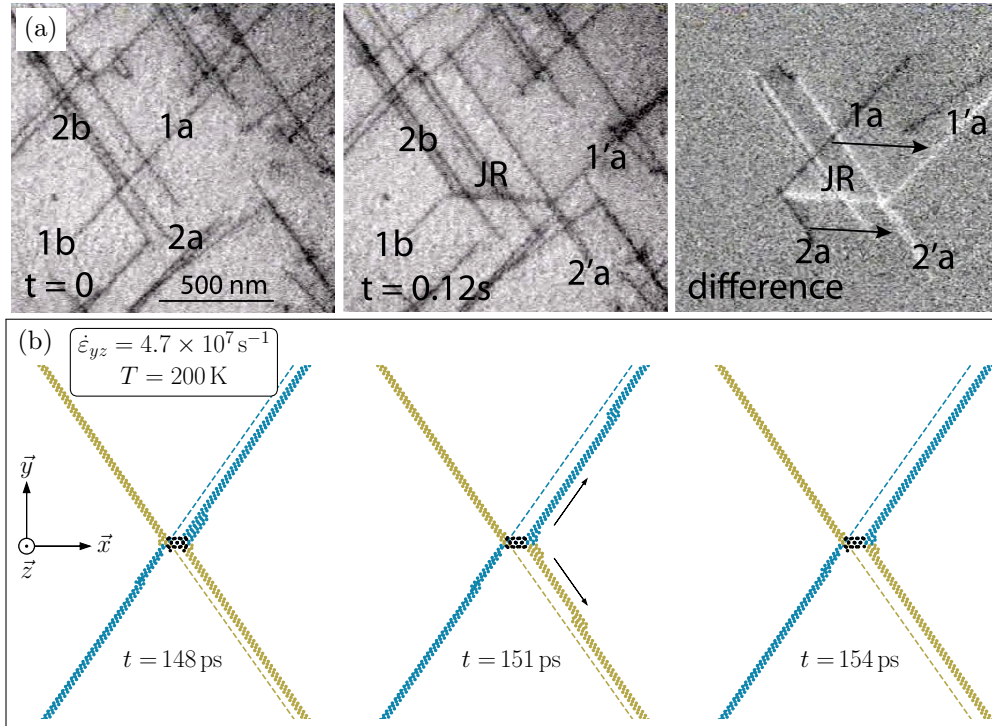 (a)
2b
1a
1b
2a
t = 0
500 nm
2b
JR
1'a
1b
2'a
t = 0.12s
1a
1'a
JR
2a
2'a
difference
(b)
ε̇yz = 4.7 × 10⁷ s⁻¹
T = 200 K
y⃗
x⃗
z⃗
t = 148 ps
t = 151 ps
t = 154 ps